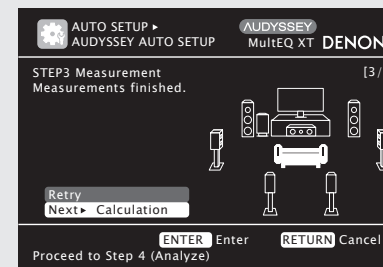 AUTO SETUP ▸
AUDYSSEY AUTO SETUP
AUDYSSEY
MultEQ XT DENON
STEP3 Measurement
[3/
Measurements finished.
Retry
Next▸ Calculation
ENTER Enter RETURN Cancel
Proceed to Step 4 (Analyze)